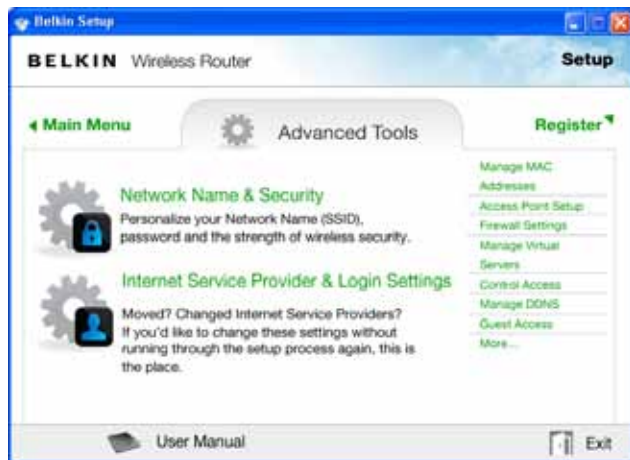 Belkin Setup
BELKIN Wireless Router
Setup
Main Menu
Advanced Tools
Register
Network Name & Security
Personalize your Network Name (SSID),
password and the strength of wireless security.
Internet Service Provider & Login Settings
Moved? Changed Internet Service Providers?
If you'd like to change these settings without
running through the setup process again, this is
the place.
Manage MAC
Addresses
Access Point Setup
Firewall Settings
Manage Virtual
Servers
Control Access
Manage DDNS
Guest Access
More...
User Manual
Exit